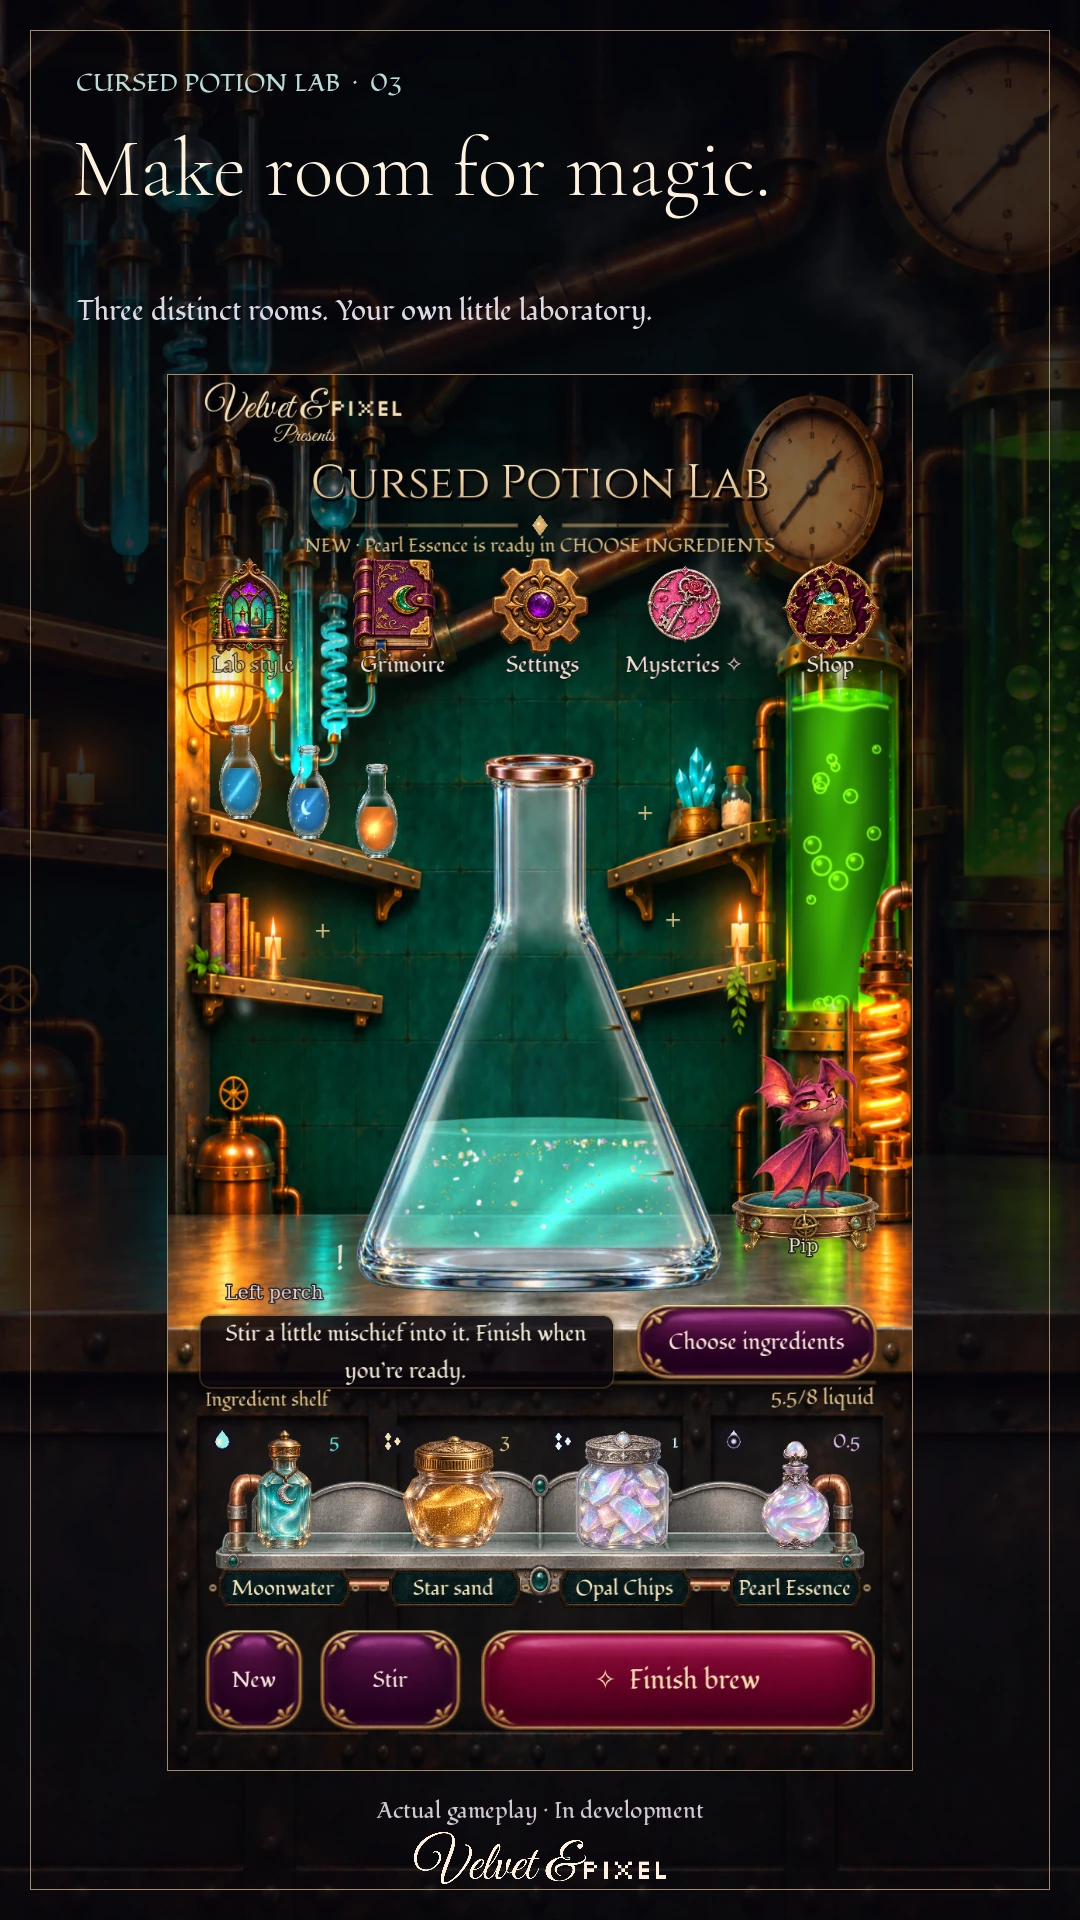 CURSED POTION LAB · 03
Make room for magic.
Three distinct rooms. Your own little laboratory.
Velvet & PIXEL
Presents
CURSED POTION LAB
NEW · Pearl Essence is ready in CHOOSE INGREDIENTS
Lab style Grimoire Settings Mysteries ✧ Shop
Pip
!
Left perch
Stir a little mischief into it. Finish when
you're ready.
Choose ingredients
Ingredient shelf 5.5/8 liquid
5 3 1 0.5
Moonwater Star sand Opal Chips Pearl Essence
New Stir ✧ Finish brew
Actual gameplay · In development
Velvet & PIXEL